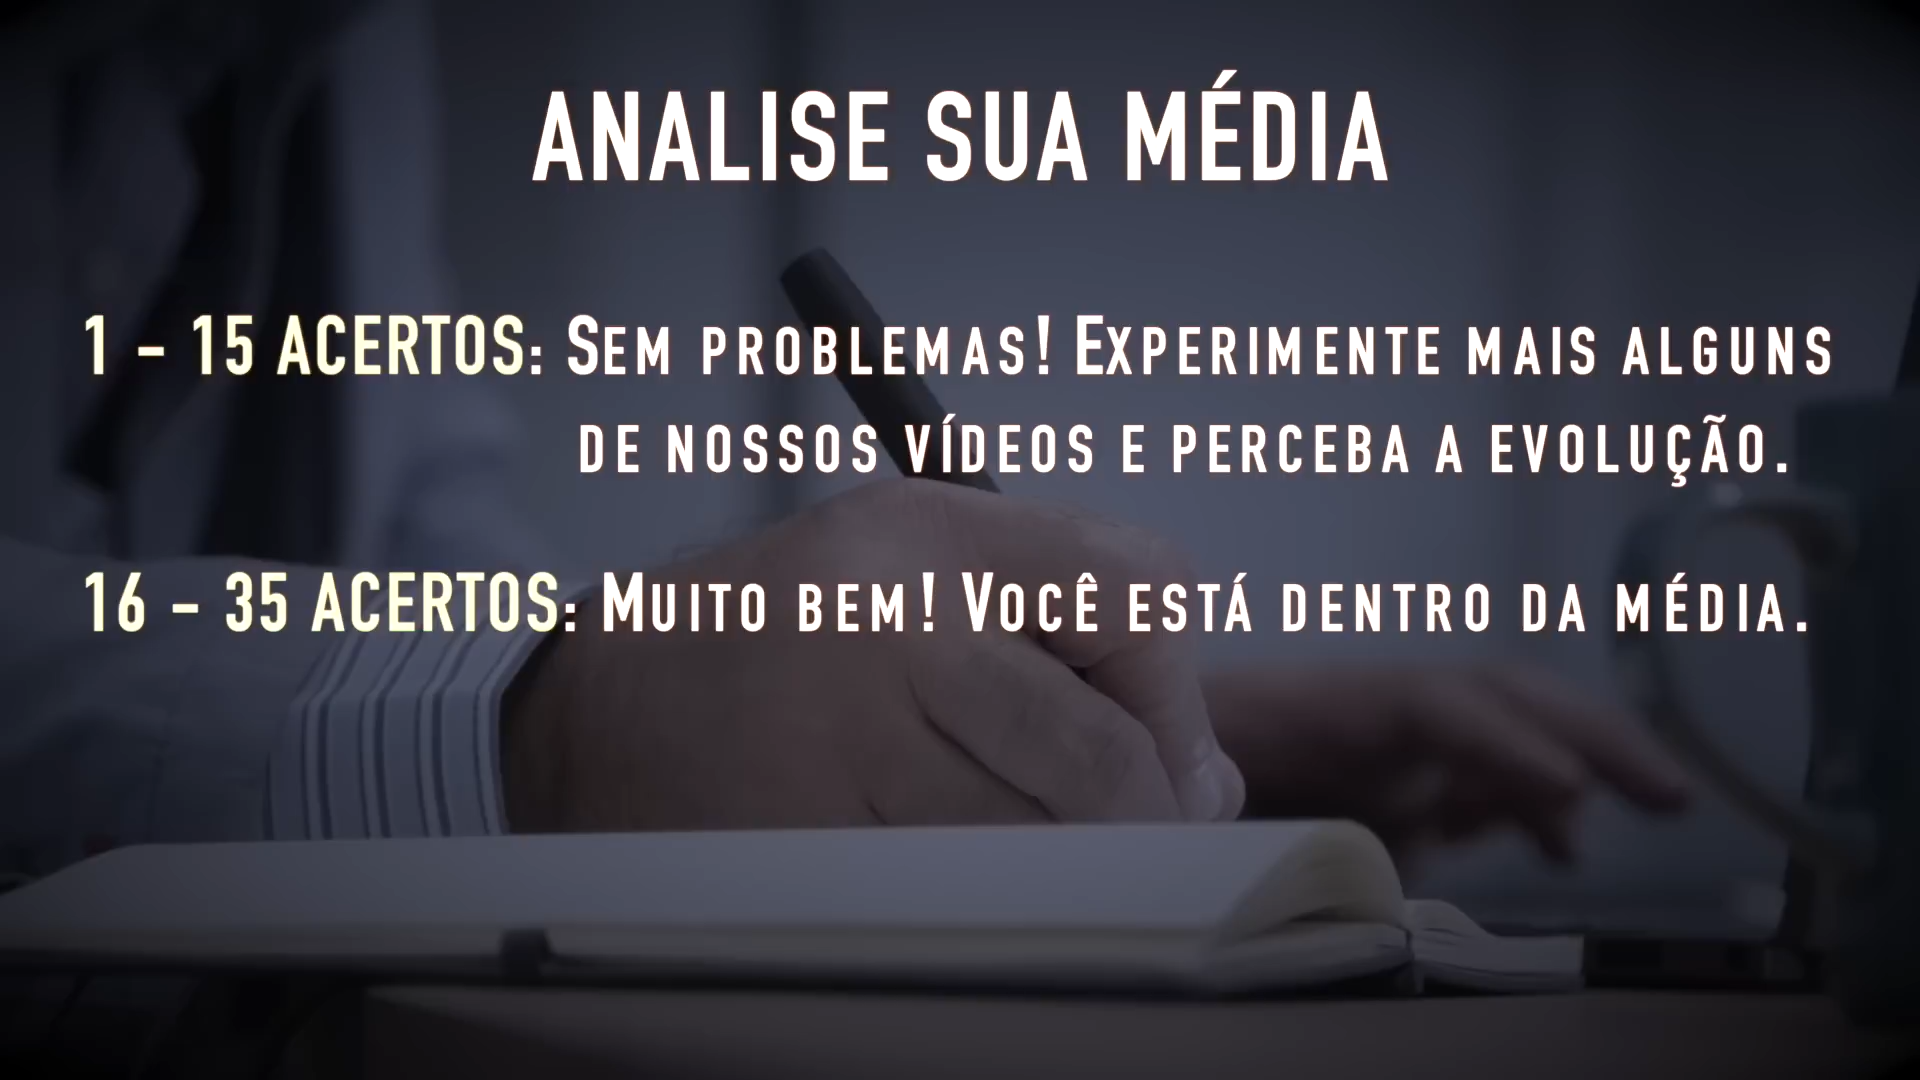 ANALISE SUA MÉDIA
1 - 15 ACERTOS: SEM PROBLEMAS! EXPERIMENTE MAIS ALGUNS
DE NOSSOS VÍDEOS E PERCEBA A EVOLUÇÃO.
16 - 35 ACERTOS: MUITO BEM! VOCÊ ESTÁ DENTRO DA MÉDIA.